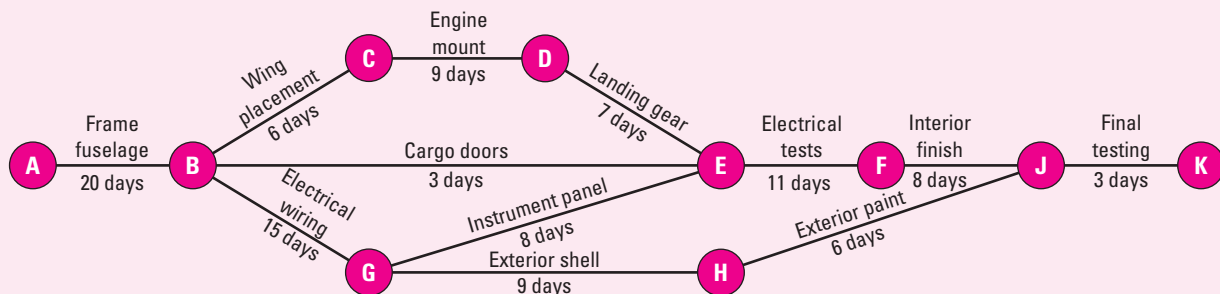 Engine
mount
9 days
C
D
Wing
placement
6 days
Landing gear
7 days
Frame
fuselage
20 days
A
B
Cargo doors
3 days
E
Electrical
tests
11 days
F
Interior
finish
8 days
J
Final
testing
3 days
K
Electrical
wiring
15 days
Instrument panel
8 days
Exterior paint
6 days
G
Exterior shell
9 days
H